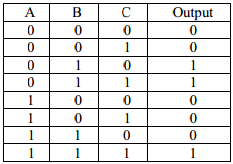 A B C Output
0 0 0 0
0 0 1 0
0 1 0 1
0 1 1 1
1 0 0 0
1 0 1 0
1 1 0 0
1 1 1 1